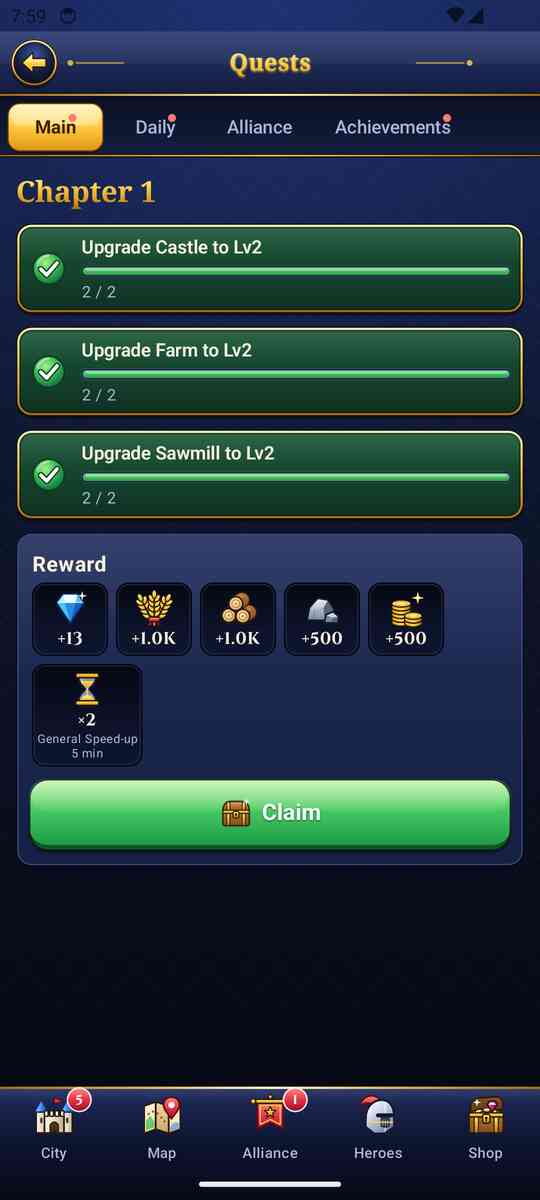 7:59
Quests
Main
Daily
Alliance
Achievements
Chapter 1
Upgrade Castle to Lv2
2 / 2
Upgrade Farm to Lv2
2 / 2
Upgrade Sawmill to Lv2
2 / 2
Reward
+13
+1.0K
+1.0K
+500
+500
×2
General Speed-up
5 min
Claim
5
1
City
Map
Alliance
Heroes
Shop